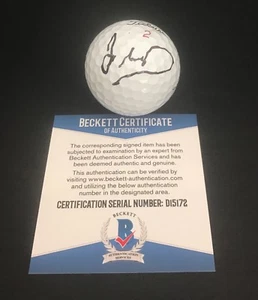 2
BECKETT CERTIFICATE
OF AUTHENTICITY
The corresponding signed item has been
subjected to examination by an expert from
Beckett Authentication Services and has
been deemed authentic and genuine.
This authentication can be verified by
visiting www.beckett-authentication.com
and utilizing the below alphanumeric
number in the designated area.
CERTIFICATION SERIAL NUMBER: D15172
BECKETT
B